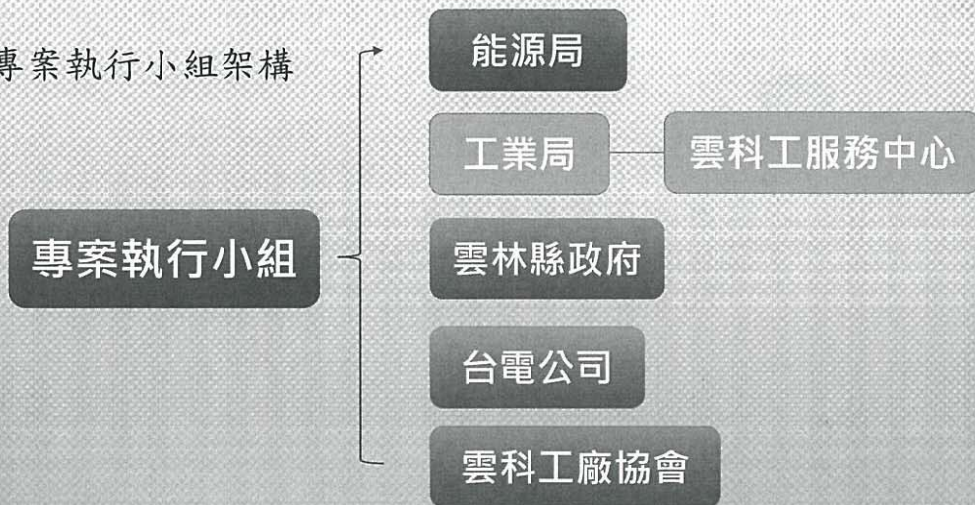 專案執行小組架構
能源局
工業局
雲科工服務中心
專案執行小組
雲林縣政府
台電公司
雲科工廠協會